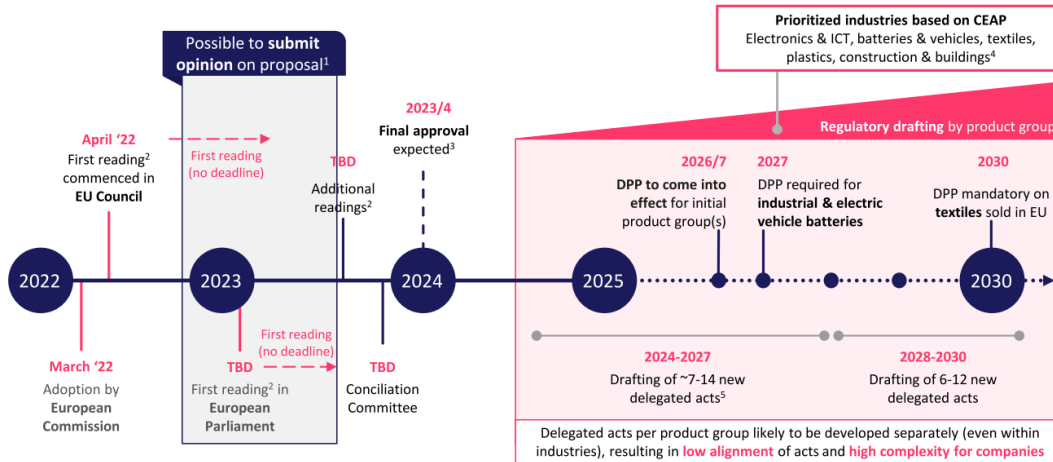 Prioritized industries based on CEAP
Electronics & ICT, batteries & vehicles, textiles,
plastics, construction & buildings⁴
Possible to submit
opinion on proposal¹
Regulatory drafting by product group
April ‘22
First reading²
commenced in
EU Council
First reading
(no deadline)
TBD
Additional
readings²
2023/4
Final approval
expected³
2026/7
DPP to come into
effect for initial
product group(s)
2027
DPP required for
industrial & electric
vehicle batteries
2030
DPP mandatory on
textiles sold in EU
2022
2023
2024
2025
2030
March ‘22
Adoption by
European
Commission
TBD
First reading² in
European
Parliament
First reading
(no deadline)
TBD
Conciliation
Committee
2024-2027
Drafting of ~7-14 new
delegated acts⁵
2028-2030
Drafting of 6-12 new
delegated acts
Delegated acts per product group likely to be developed separately (even within
industries), resulting in low alignment of acts and high complexity for companies